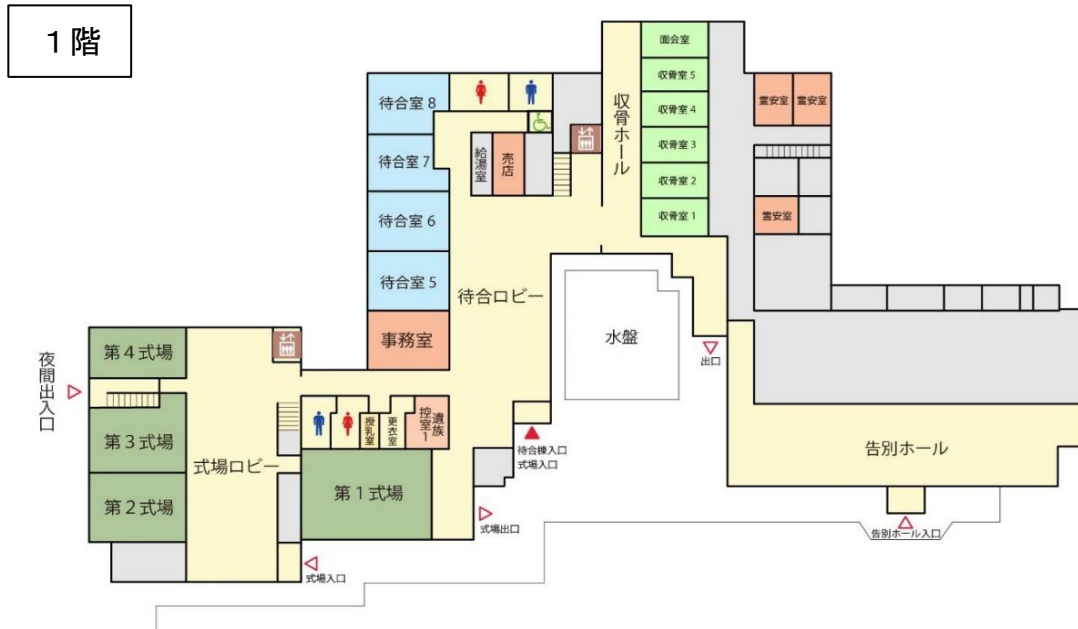 1階
面会室
収骨室5
収骨室4
収骨室3
収骨室2
収骨室1
収骨ホール
霊安室
霊安室
霊安室
待合室8
待合室7
待合室6
待合室5
給湯室
売店
待合ロビー
事務室
水盤
出口
第4式場
夜間出入口
第3式場
第2式場
式場ロビー
授乳室
更衣室
遺族
控室1
第1式場
待合棟入口
式場入口
式場出口
式場入口
告別ホール
告別ホール入口